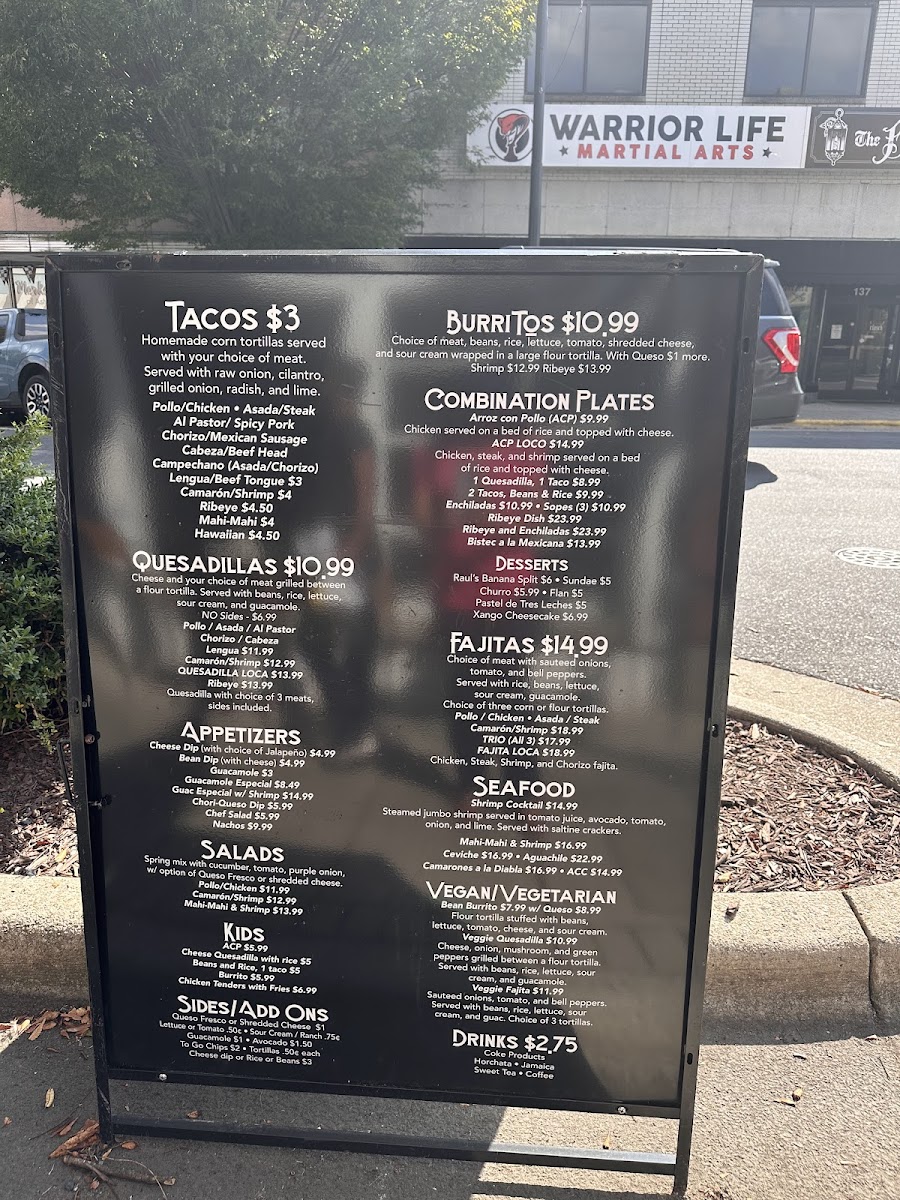 WARRIOR LIFE
★ MARTIAL ARTS ★
The
137
TACOS $3
Homemade corn tortillas served
with your choice of meat.
Served with raw onion, cilantro,
grilled onion, radish, and lime.
Pollo/Chicken • Asada/Steak
Al Pastor/ Spicy Pork
Chorizo/Mexican Sausage
Cabeza/Beef Head
Campechano (Asada/Chorizo)
Lengua/Beef Tongue $3
Camarón/Shrimp $4
Ribeye $4.50
Mahi-Mahi $4
Hawaiian $4.50
QUESADILLAS $10.99
Cheese and your choice of meat grilled between
a flour tortilla. Served with beans, rice, lettuce,
sour cream, and guacamole.
NO Sides - $6.99
Pollo / Asada / Al Pastor
Chorizo / Cabeza
Lengua $11.99
Camarón/Shrimp $12.99
QUESADILLA LOCA $13.99
Ribeye $13.99
Quesadilla with choice of 3 meats,
sides included.
APPETIZERS
Cheese Dip (with choice of Jalapeño) $4.99
Bean Dip (with cheese) $4.99
Guacamole $3
Guacamole Especial $8.49
Guac Especial w/ Shrimp $14.99
Chori-Queso Dip $5.99
Chef Salad $5.99
Nachos $9.99
SALADS
Spring mix with cucumber, tomato, purple onion,
w/ option of Queso Fresco or shredded cheese.
Pollo/Chicken $11.99
Camarón/Shrimp $12.99
Mahi-Mahi & Shrimp $13.99
KIDS
ACP $5.99
Cheese Quesadilla with rice $5
Beans and Rice, 1 taco $5
Burrito $5.99
Chicken Tenders with Fries $6.99
SIDES/ADD ONS
Queso Fresco or Shredded Cheese $1
Lettuce or Tomato .50¢ • Sour Cream / Ranch .75¢
Guacamole $1 • Avocado $1.50
To Go Chips $2 • Tortillas .50¢ each
Cheese dip or Rice or Beans $3
BURRITOS $10.99
Choice of meat, beans, rice, lettuce, tomato, shredded cheese,
and sour cream wrapped in a large flour tortilla. With Queso $1 more.
Shrimp $12.99 Ribeye $13.99
COMBINATION PLATES
Arroz con Pollo (ACP) $9.99
Chicken served on a bed of rice and topped with cheese.
ACP LOCO $14.99
Chicken, steak, and shrimp served on a bed
of rice and topped with cheese.
1 Quesadilla, 1 Taco $8.99
2 Tacos, Beans & Rice $9.99
Enchiladas $10.99 • Sopes (3) $10.99
Ribeye Dish $23.99
Ribeye and Enchiladas $23.99
Bistec a la Mexicana $13.99
DESSERTS
Raul's Banana Split $6 • Sundae $5
Churro $5.99 • Flan $5
Pastel de Tres Leches $5
Xango Cheesecake $6.99
FAJITAS $14.99
Choice of meat with sauteed onions,
tomato, and bell peppers.
Served with rice, beans, lettuce,
sour cream, guacamole.
Choice of three corn or flour tortillas.
Pollo / Chicken • Asada / Steak
Camarón/Shrimp $18.99
TRIO (All 3) $17.99
FAJITA LOCA $18.99
Chicken, Steak, Shrimp, and Chorizo fajita.
SEAFOOD
Shrimp Cocktail $14.99
Steamed jumbo shrimp served in tomato juice, avocado, tomato,
onion, and lime. Served with saltine crackers.
Mahi-Mahi & Shrimp $16.99
Ceviche $16.99 • Aguachile $22.99
Camarones a la Diabla $16.99 • ACC $14.99
VEGAN/VEGETARIAN
Bean Burrito $7.99 w/ Queso $8.99
Flour tortilla stuffed with beans,
lettuce, tomato, cheese, and sour cream.
Veggie Quesadilla $10.99
Cheese, onion, mushroom, and green
peppers grilled between a flour tortilla.
Served with beans, rice, lettuce, sour
cream, and guacamole.
Veggie Fajita $11.99
Sauteed onions, tomato, and bell peppers.
Served with beans, rice, lettuce, sour
cream, and guac. Choice of 3 tortillas.
DRINKS $2.75
Coke Products
Horchata • Jamaica
Sweet Tea • Coffee